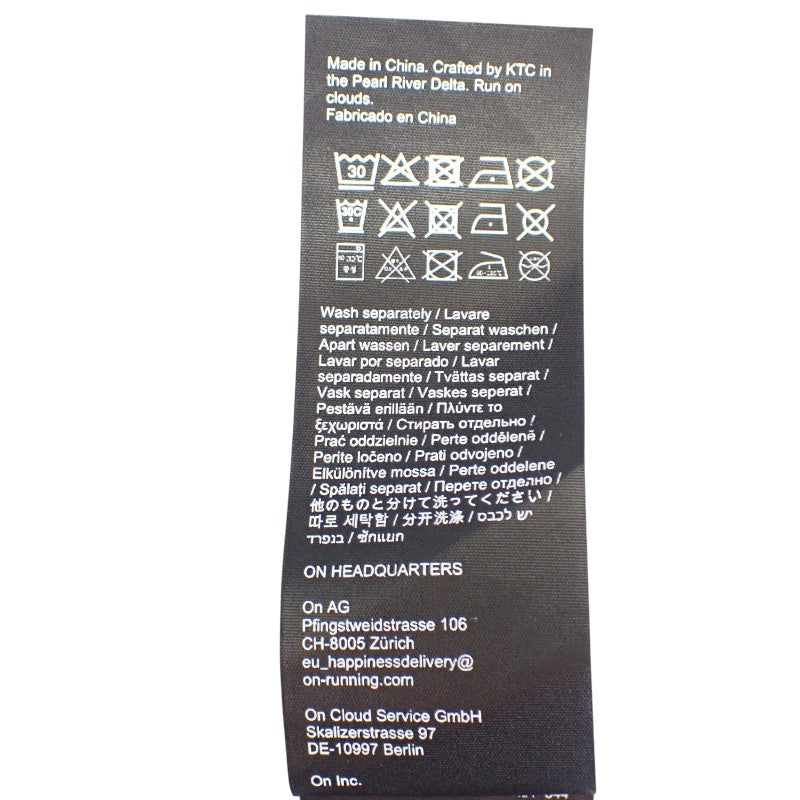 Made in China. Crafted by KTC in
the Pearl River Delta. Run on
clouds.
Fabricado en China
30
30C
Wash separately / Lavare
separatamente / Separat waschen /
Apart wassen / Laver separement /
Lavar por separado / Lavar
separadamente / Tvättas separat /
Vask separat / Vaskes seperat /
Pestävä erillään / Πλύντε το
ξεχωριστά / Стирать отдельно /
Prać oddzielnie / Perte odděleně /
Perite ločeno / Prati odvojeno /
Elkülönítve mossa / Perte oddelene
/ Spălați separat / Перете отделно /
他のものと分けて洗ってください /
따로 세탁함 / 分开洗涤 / יש לכבס
בנפרד / ซักแยก
ON HEADQUARTERS
On AG
Pfingstweidstrasse 106
CH-8005 Zürich
eu_happinessdelivery@
on-running.com
On Cloud Service GmbH
Skalizerstrasse 97
DE-10997 Berlin
On Inc.